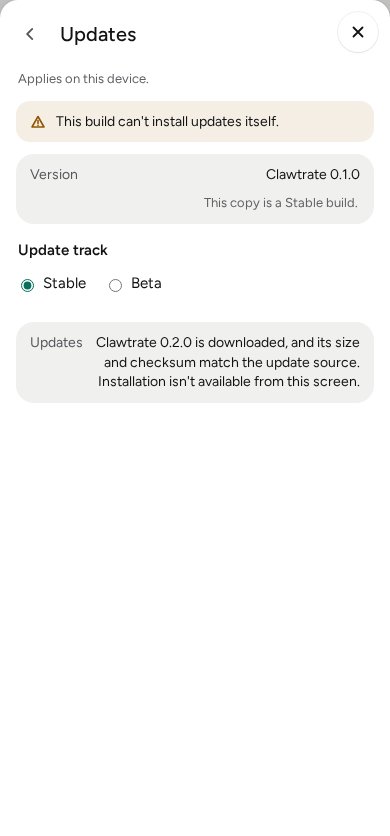 Updates
Applies on this device.
This build can't install updates itself.
Version
Clawtrate 0.1.0
This copy is a Stable build.
Update track
Stable
Beta
Updates
Clawtrate 0.2.0 is downloaded, and its size
and checksum match the update source.
Installation isn't available from this screen.